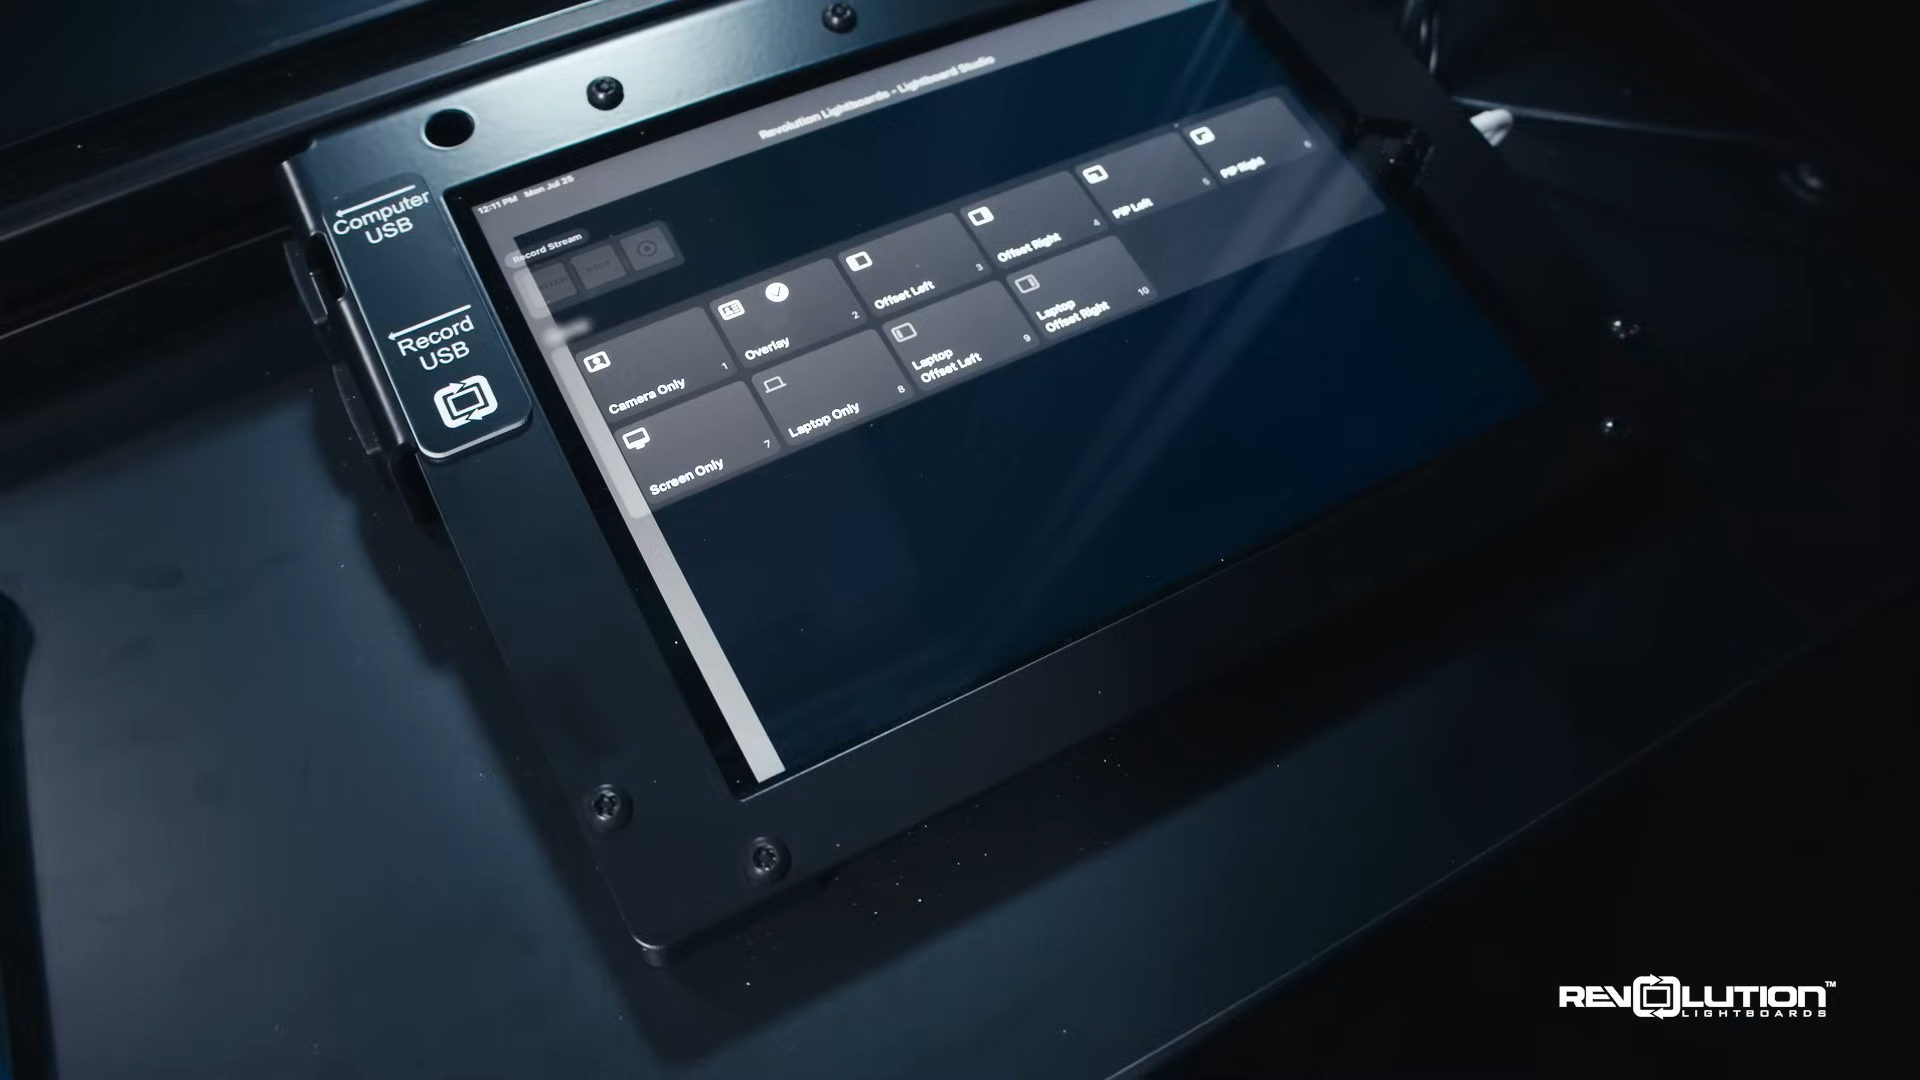 Revolution Lightboards - Lightboard Studio
12:11 PM Mon Jul 25
Computer
USB
Record
USB
Record Stream
STOP
Camera Only 1
Overlay 2
Offset Left 3
Offset Right 4
PIP Left 5
PIP Right 6
Screen Only 7
Laptop Only 8
Laptop
Offset Left 9
Laptop
Offset Right 10
REVOLUTION™
LIGHTBOARDS